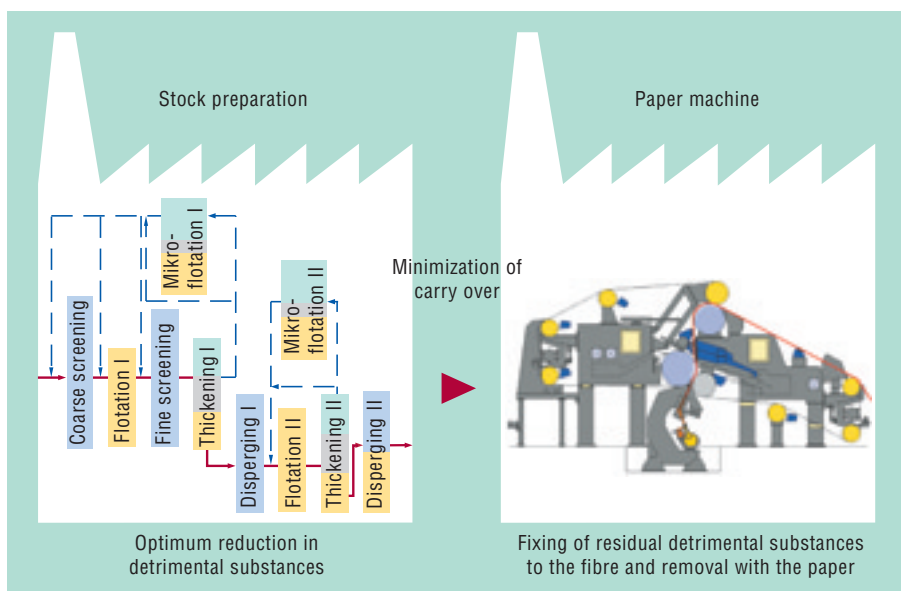 Stock preparation
Mikro-
flotation I
Mikro-
flotation II
Coarse screening
Flotation I
Fine screening
Thickening I
Disperging I
Flotation II
Thickening II
Disperging II
Optimum reduction in
detrimental substances
Minimization of
carry over
Paper machine
Fixing of residual detrimental substances
to the fibre and removal with the paper